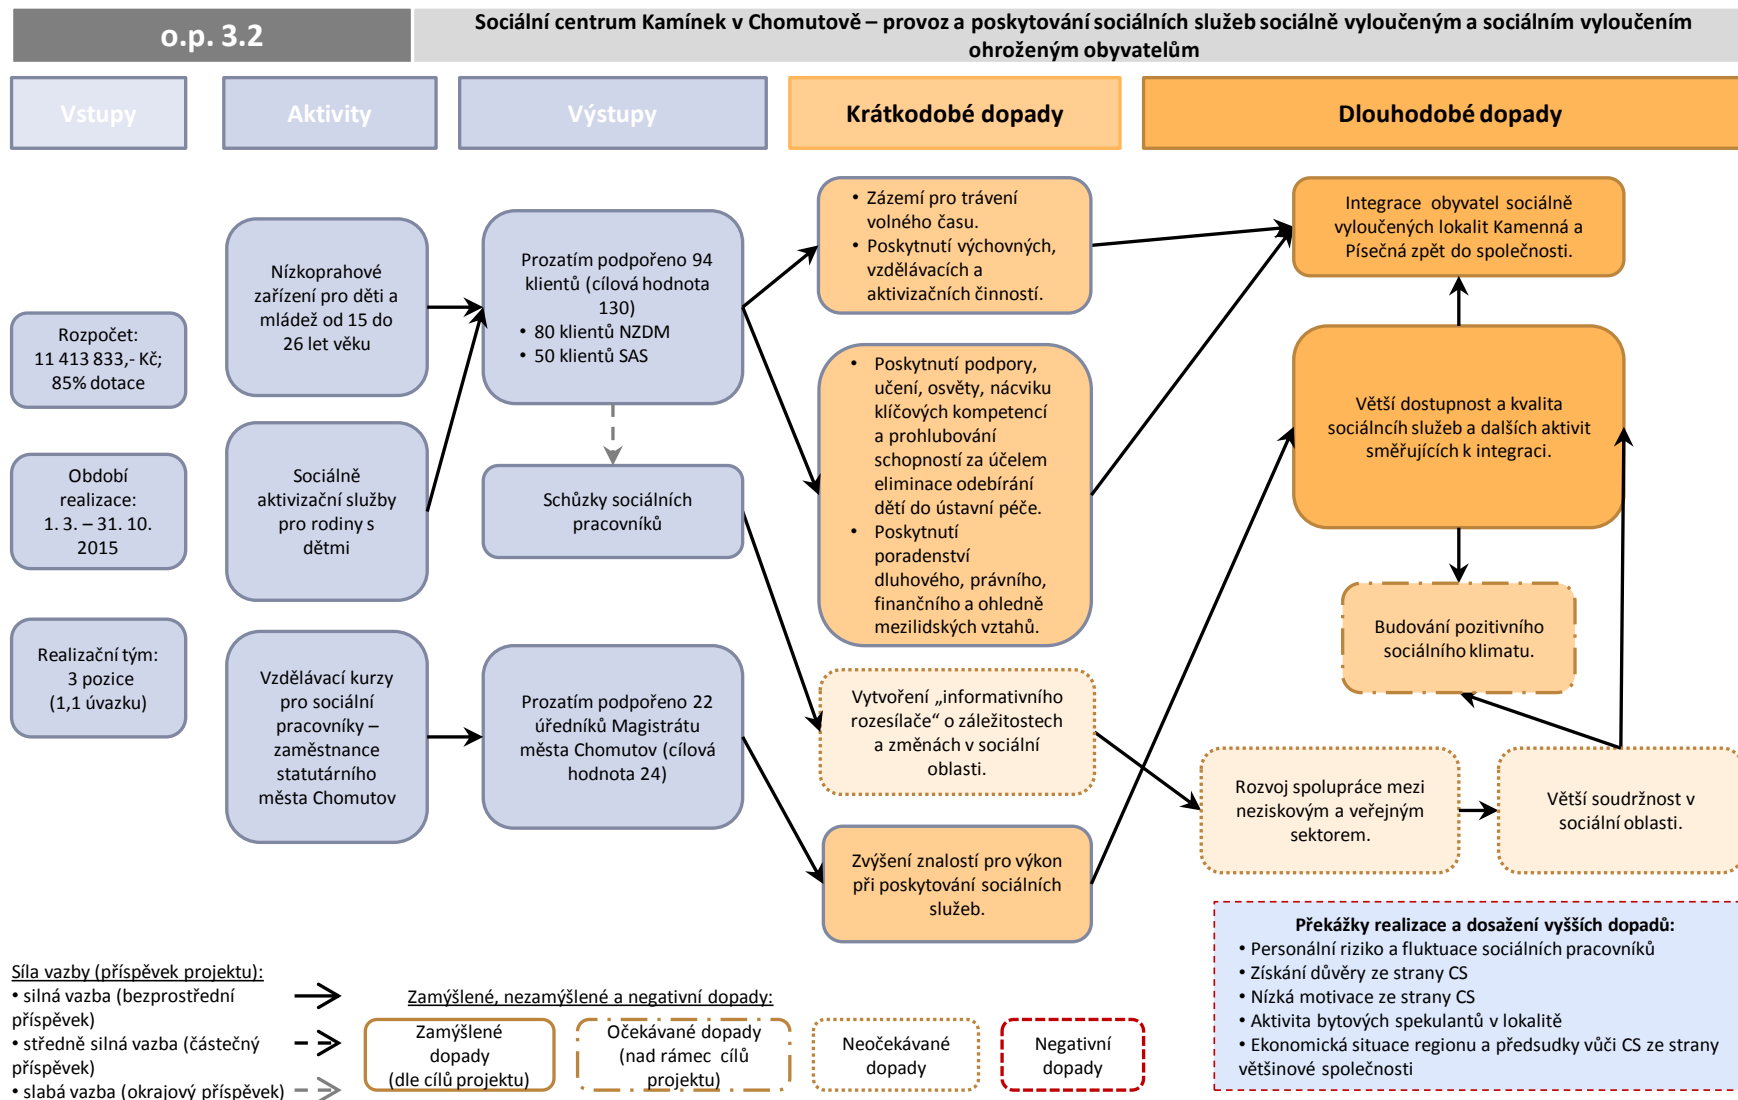 o.p. 3.2
Sociální centrum Kamínek v Chomutově – provoz a poskytování sociálních služeb sociálně vyloučeným a sociálním vyloučením
ohroženým obyvatelům
Vstupy
Aktivity
Výstupy
Krátkodobé dopady
Dlouhodobé dopady
Rozpočet:
11 413 833,- Kč;
85% dotace
Období
realizace:
1. 3. – 31. 10.
2015
Realizační tým:
3 pozice
(1,1 úvazku)
Nízkoprahové
zařízení pro děti a
mládež od 15 do
26 let věku
Sociálně
aktivizační služby
pro rodiny s
dětmi
Vzdělávací kurzy
pro sociální
pracovníky –
zaměstnance
statutárního
města Chomutov
Prozatím podpořeno 94
klientů (cílová hodnota
130)
• 80 klientů NZDM
• 50 klientů SAS
Schůzky sociálních
pracovníků
Prozatím podpořeno 22
úředníků Magistrátu
města Chomutov (cílová
hodnota 24)
• Zázemí pro trávení
volného času.
• Poskytnutí výchovných,
vzdělávacích a
aktivizačních činností.
• Poskytnutí podpory,
učení, osvěty, nácviku
klíčových kompetencí
a prohlubování
schopností za účelem
eliminace odebírání
dětí do ústavní péče.
• Poskytnutí
poradenství
dluhového, právního,
finančního a ohledně
mezilidských vztahů.
Vytvoření „informativního
rozesílače“ o záležitostech
a změnách v sociální
oblasti.
Zvýšení znalostí pro výkon
při poskytování sociálních
služeb.
Integrace obyvatel sociálně
vyloučených lokalit Kamenná a
Písečná zpět do společnosti.
Větší dostupnost a kvalita
sociálncíh služeb a dalších aktivit
směřujících k integraci.
Budování pozitivního
sociálního klimatu.
Rozvoj spolupráce mezi
neziskovým a veřejným
sektorem.
Větší soudržnost v
sociální oblasti.
Překážky realizace a dosažení vyšších dopadů:
• Personální riziko a fluktuace sociálních pracovníků
• Získání důvěry ze strany CS
• Nízká motivace ze strany CS
• Aktivita bytových spekulantů v lokalitě
• Ekonomická situace regionu a předsudky vůči CS ze strany
většinové společnosti
Síla vazby (příspěvek projektu):
• silná vazba (bezprostřední
příspěvek)
• středně silná vazba (částečný
příspěvek)
• slabá vazba (okrajový příspěvek)
Zamýšlené, nezamýšlené a negativní dopady:
Zamýšlené
dopady
(dle cílů projektu)
Očekávané dopady
(nad rámec cílů
projektu)
Neočekávané
dopady
Negativní
dopady